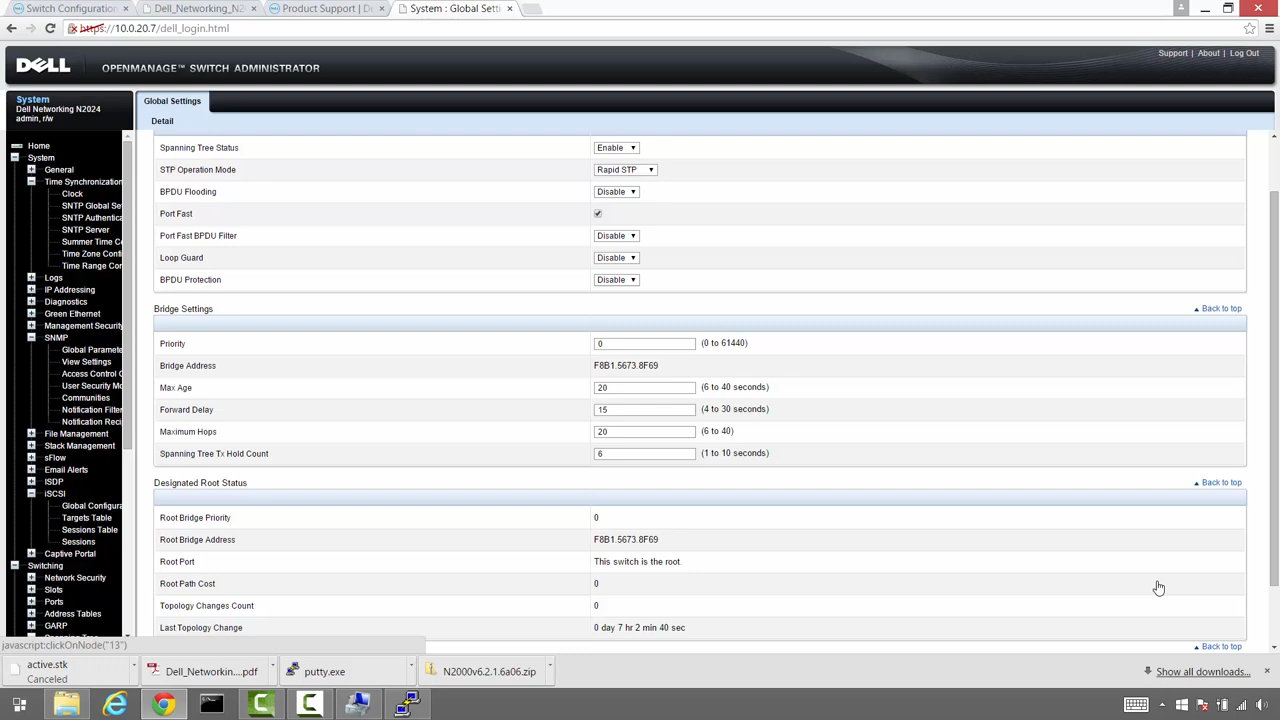 Switch Configuration
Dell_Networking_N2
Product Support | De
System : Global Setti
https://10.0.20.7/dell_login.html
DELL
OPENMANAGE™ SWITCH ADMINISTRATOR
Support | About | Log Out
System
Dell Networking N2024
admin, r/w
Global Settings
Detail
Home
System
General
Time Synchronization
Clock
SNTP Global Se
SNTP Authentica
SNTP Server
Summer Time C
Time Zone Confi
Time Range Con
Logs
IP Addressing
Diagnostics
Green Ethernet
Management Security
SNMP
Global Paramete
View Settings
Access Control G
User Security Mo
Communities
Notification Filter
Notification Reci
File Management
Stack Management
sFlow
Email Alerts
ISDP
iSCSI
Global Configura
Targets Table
Sessions Table
Sessions
Captive Portal
Switching
Network Security
Slots
Ports
Address Tables
GARP
Spanning Tree Status Enable
STP Operation Mode Rapid STP
BPDU Flooding Disable
Port Fast
Port Fast BPDU Filter Disable
Loop Guard Disable
BPDU Protection Disable
Bridge Settings Back to top
Priority 0 (0 to 61440)
Bridge Address F8B1.5673.8F69
Max Age 20 (6 to 40 seconds)
Forward Delay 15 (4 to 30 seconds)
Maximum Hops 20 (6 to 40)
Spanning Tree Tx Hold Count 6 (1 to 10 seconds)
Designated Root Status Back to top
Root Bridge Priority 0
Root Bridge Address F8B1.5673.8F69
Root Port This switch is the root.
Root Path Cost 0
Topology Changes Count 0
Last Topology Change 0 day 7 hr 2 min 40 sec
Back to top
javascript:clickOnNode("13")
active.stk
Canceled
Dell_Networkin....pdf
putty.exe
N2000v6.2.1.6a06.zip
Show all downloads...